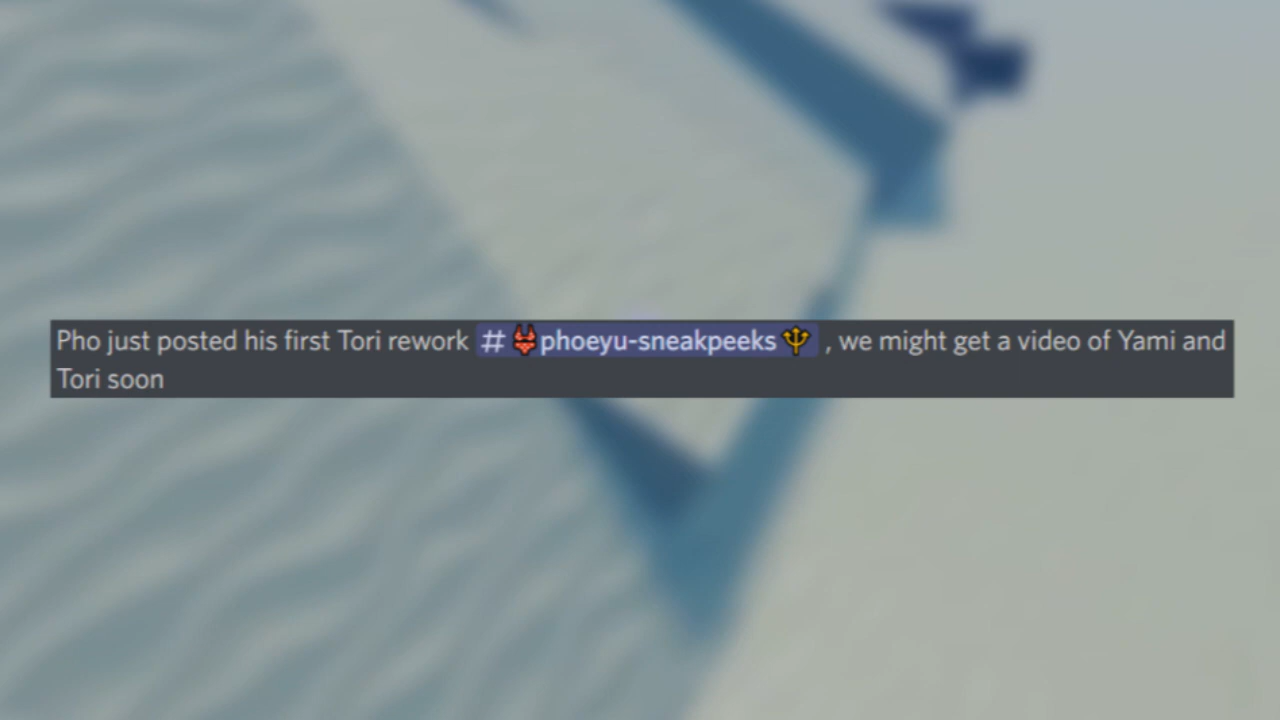 Pho just posted his first Tori rework # 👹phoeyu-sneakpeeks🔱 , we might get a video of Yami and
Tori soon